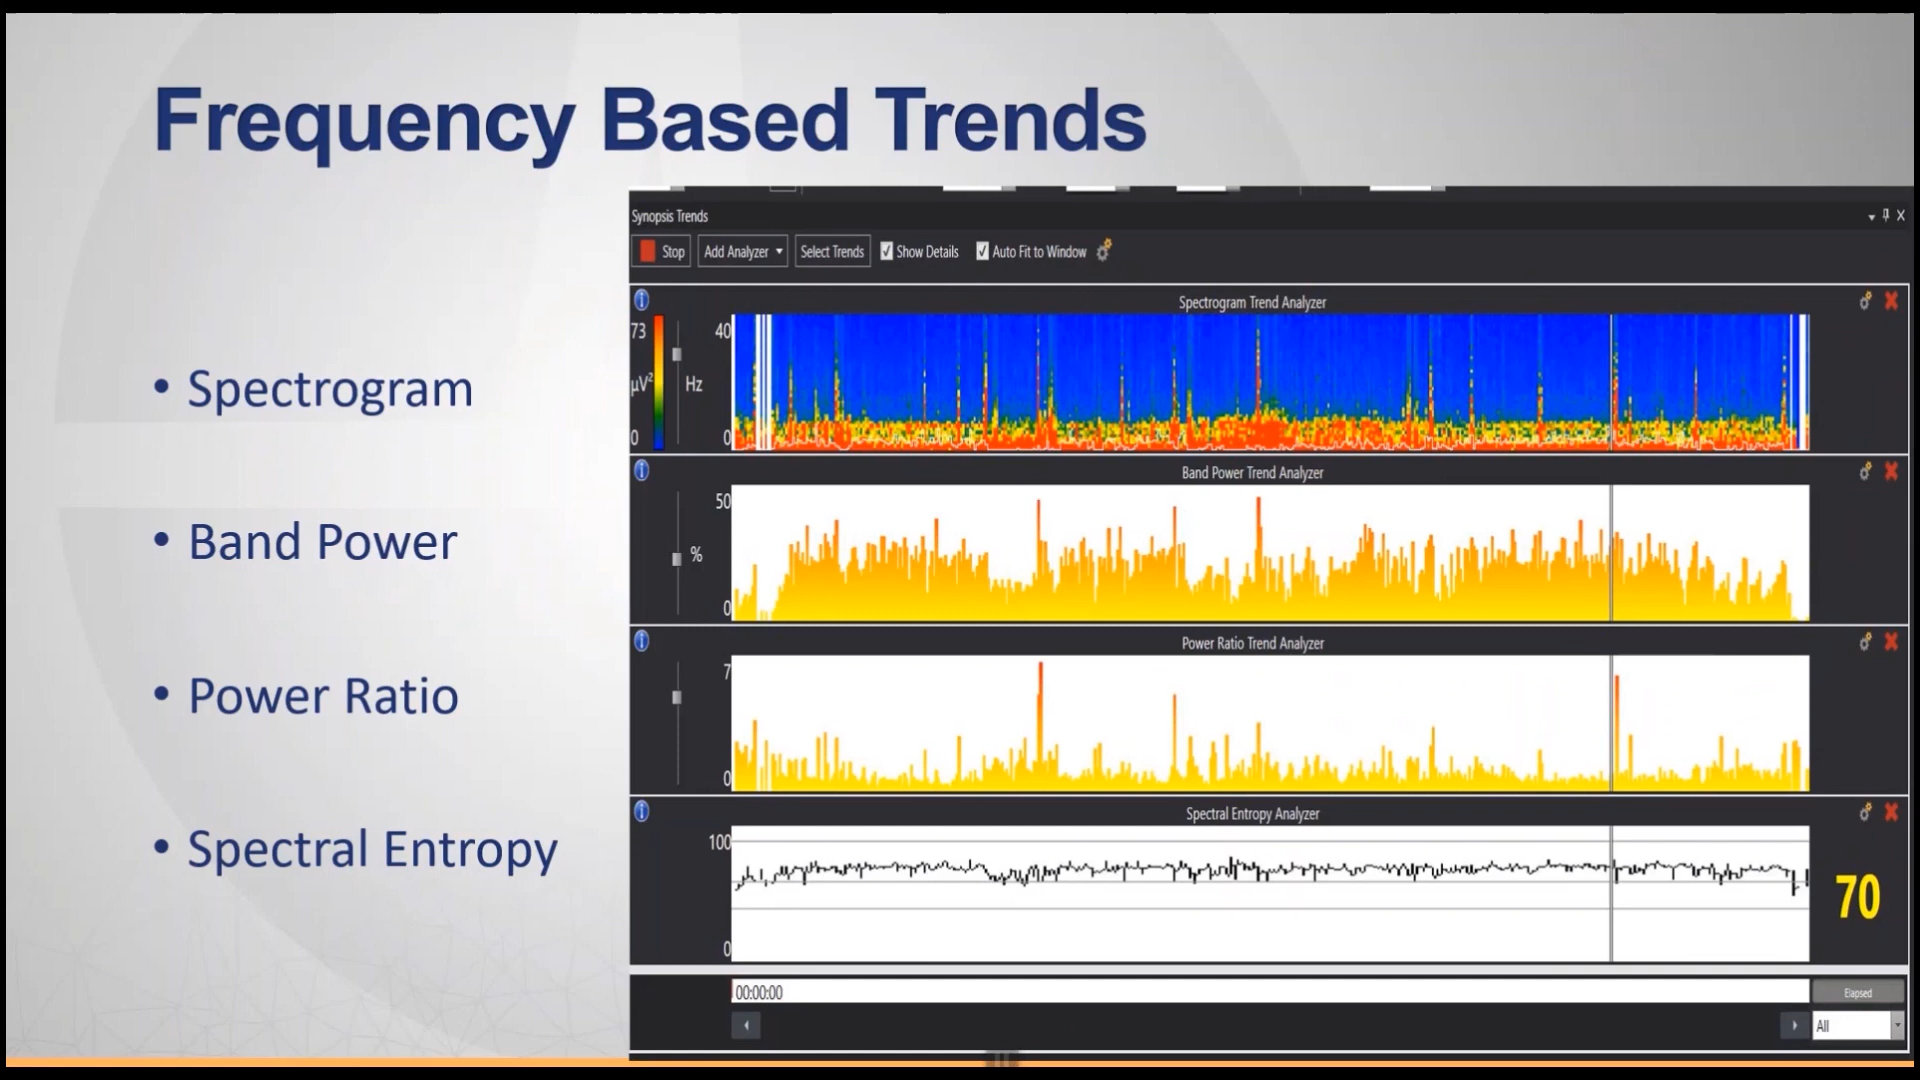 Frequency Based Trends
• Spectrogram
• Band Power
• Power Ratio
• Spectral Entropy
Synopsis Trends
Stop Add Analyzer Select Trends Show Details Auto Fit to Window
Spectrogram Trend Analyzer
73 40
µV² Hz
0 0
Band Power Trend Analyzer
50
%
0
Power Ratio Trend Analyzer
7
0
Spectral Entropy Analyzer
100
70
0
00:00:00 Elapsed
All